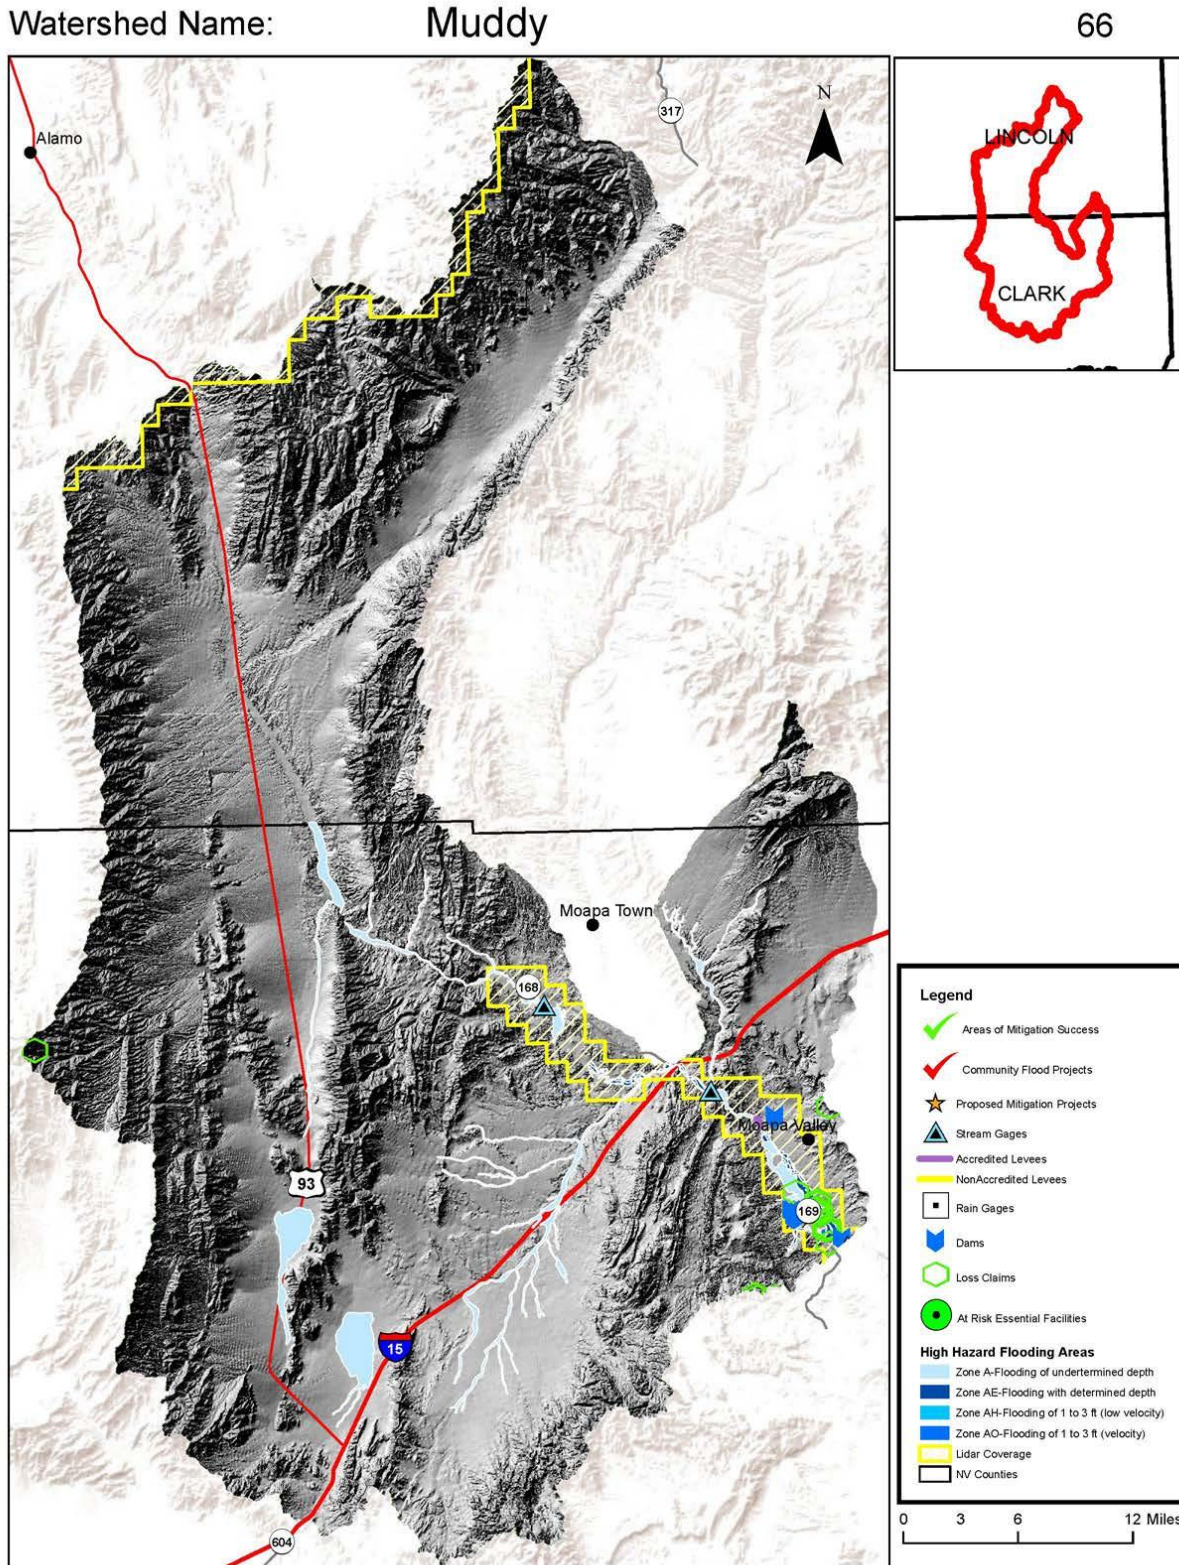 Watershed Name: Muddy 66
317
N
Alamo
LINCOLN
CLARK
Moapa Town
168
Moapa Valley
93
169
15
604
Legend
Areas of Mitigation Success
Community Flood Projects
Proposed Mitigation Projects
Stream Gages
Accredited Levees
NonAccredited Levees
Rain Gages
Dams
Loss Claims
At Risk Essential Facilities
High Hazard Flooding Areas
Zone A-Flooding of undertermined depth
Zone AE-Flooding with determined depth
Zone AH-Flooding of 1 to 3 ft (low velocity)
Zone AO-Flooding of 1 to 3 ft (velocity)
Lidar Coverage
NV Counties
0 3 6 12 Miles